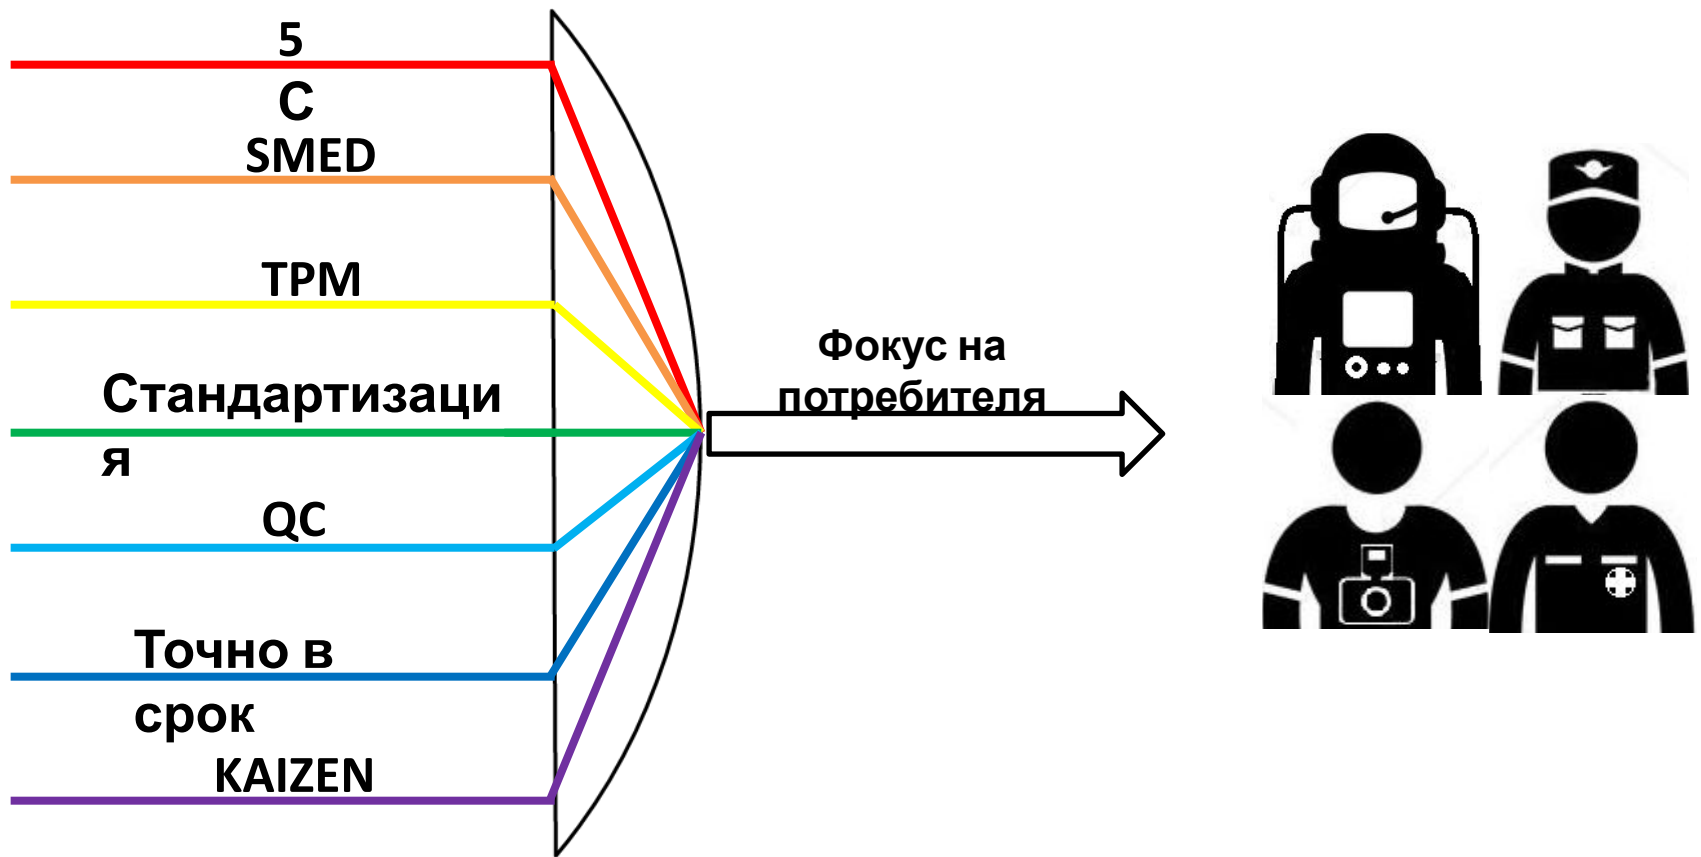 5
С
SMED
TPM
Стандартизаци
я
QC
Точно в
срок
KAIZEN
Фокус на
потребителя